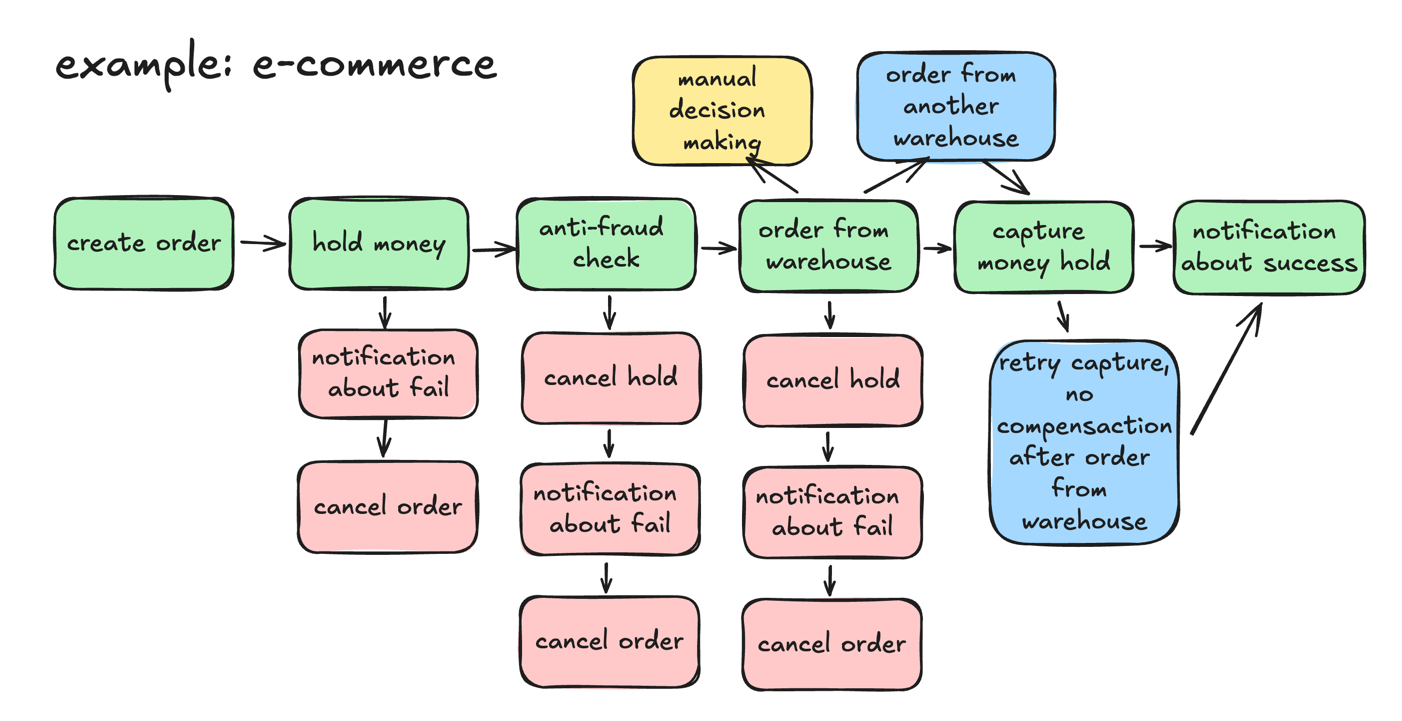 example: e-commerce
manual
decision
making
order from
another
warehouse
create order
hold money
anti-fraud
check
order from
warehouse
capture
money hold
notification
about success
notification
about fail
cancel order
cancel hold
notification
about fail
cancel order
cancel hold
notification
about fail
cancel order
retry capture,
no
compensaction
after order
from
warehouse